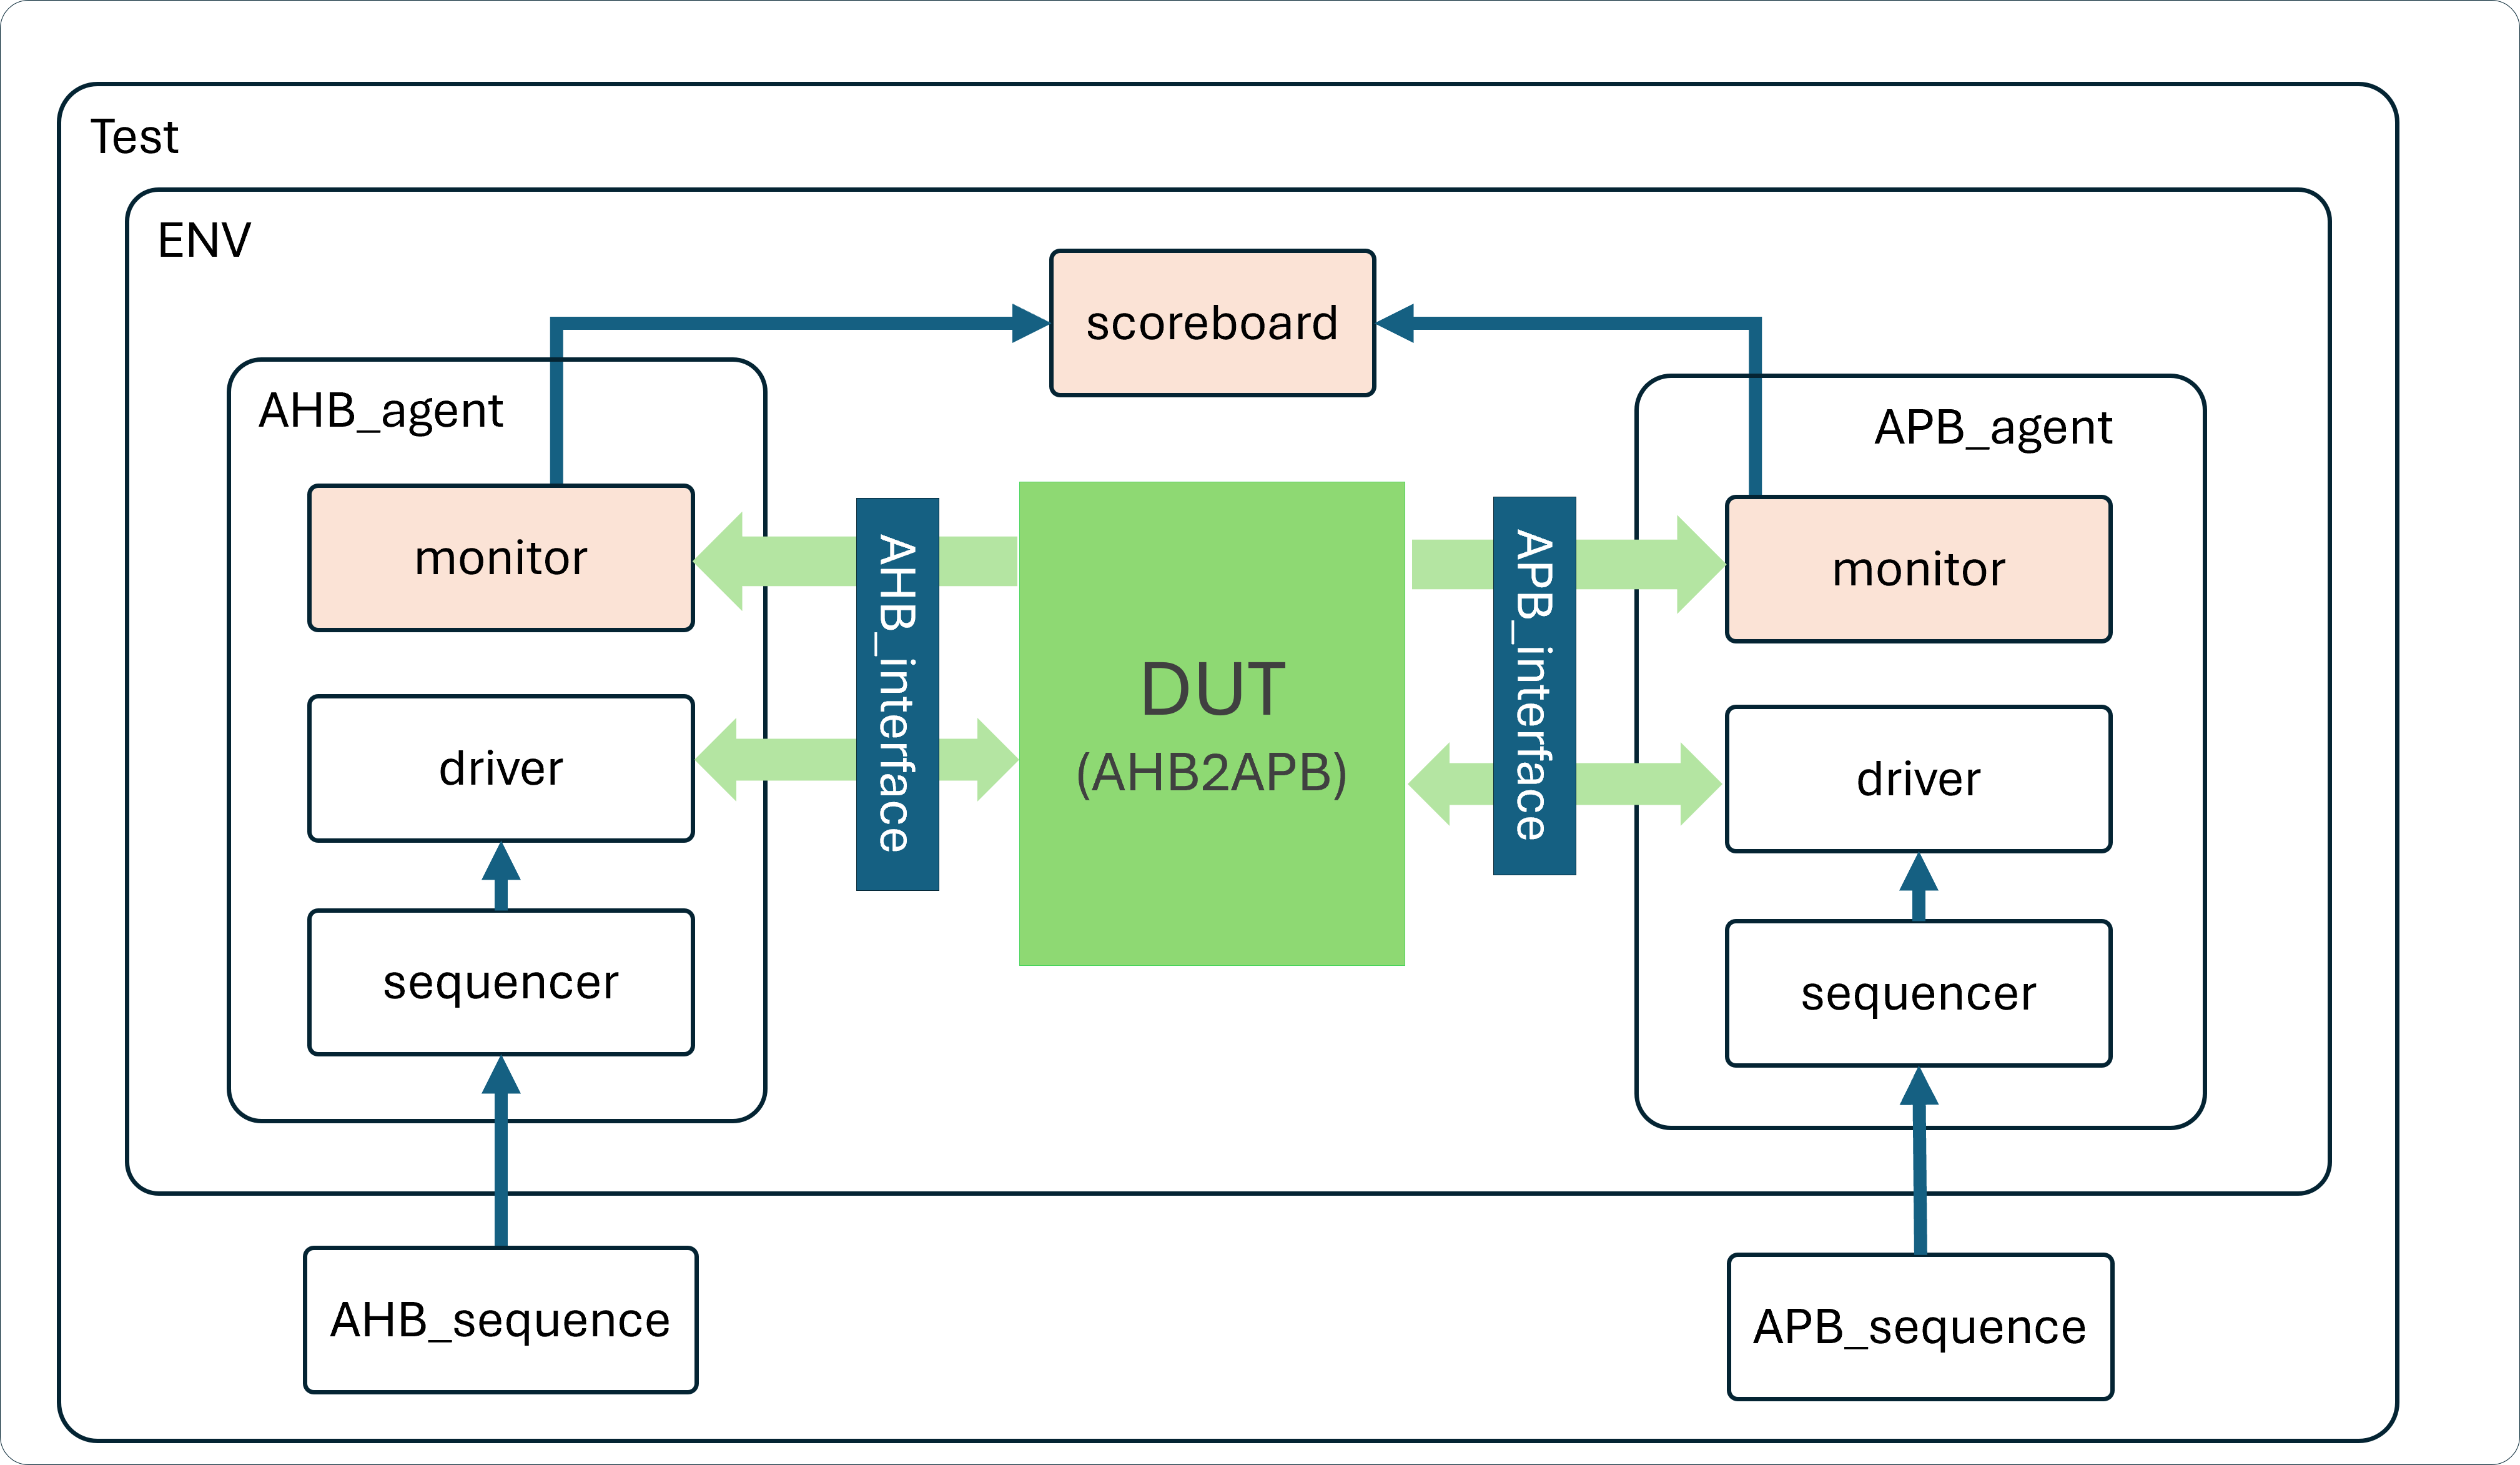 Test
ENV
scoreboard
AHB_agent
APB_agent
monitor
AHB_interface
DUT
(AHB2APB)
APB_interface
monitor
driver
driver
sequencer
sequencer
AHB_sequence
APB_sequence